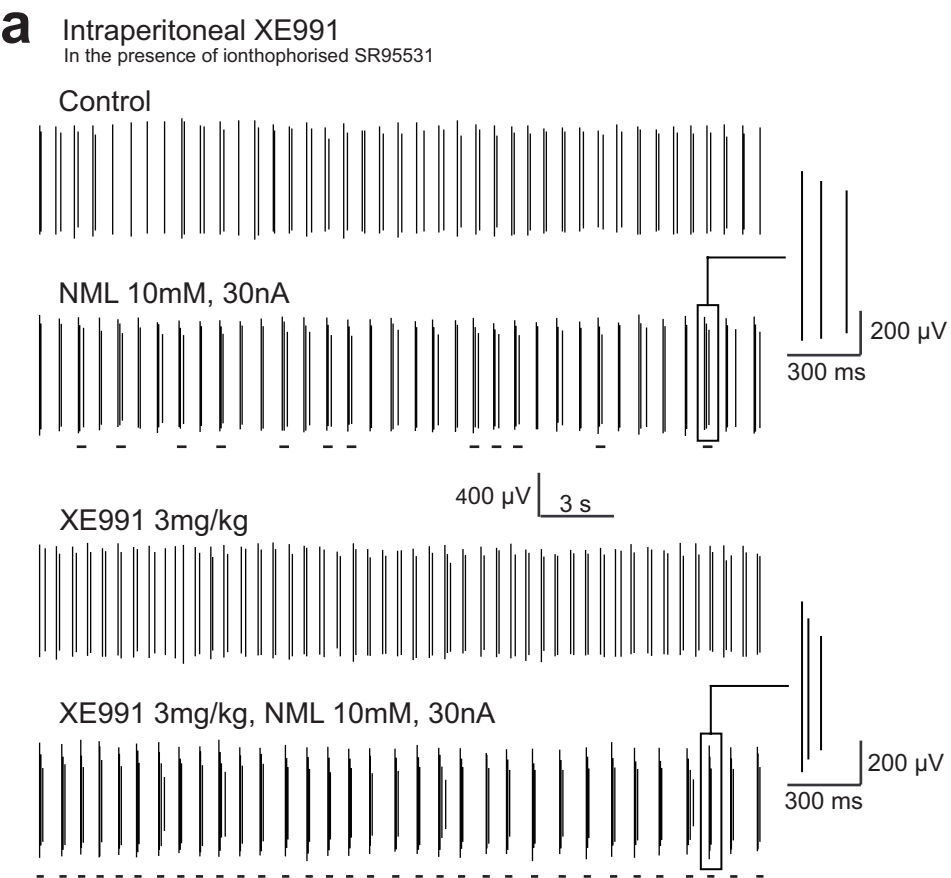 a
Intraperitoneal XE991
In the presence of ionthophorised SR95531
Control
NML 10mM, 30nA
200 µV
300 ms
400 µV
3 s
XE991 3mg/kg
XE991 3mg/kg, NML 10mM, 30nA
200 µV
300 ms